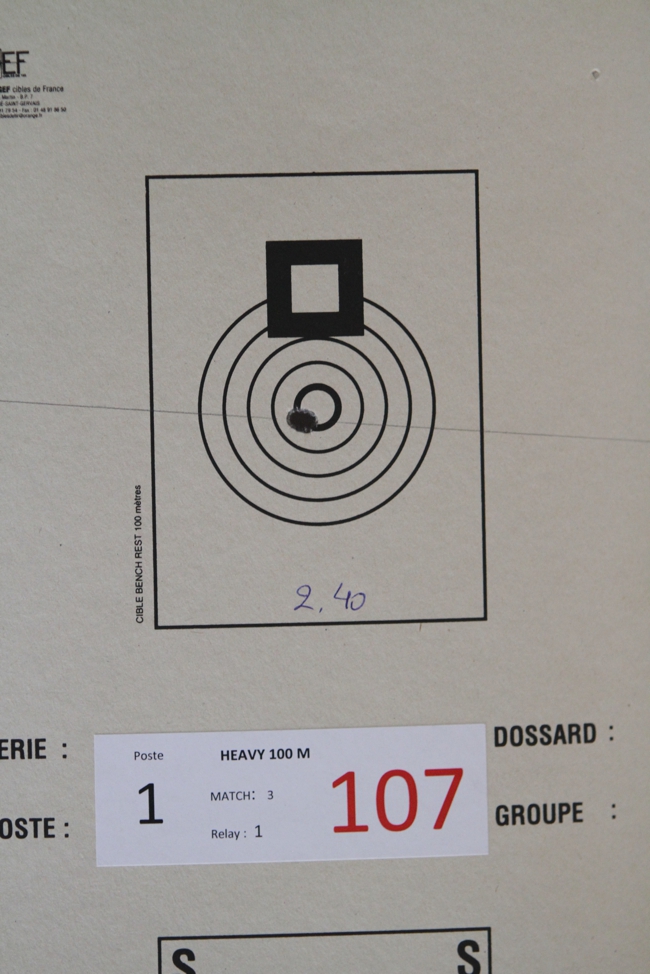 EF
GEF cibles de France
CIBLE BENCH REST 100 mètres
2.40
ERIE :
DOSSARD :
OSTE :
GROUPE :
Poste
1
HEAVY 100 M
MATCH: 3
Relay : 1
107
S S